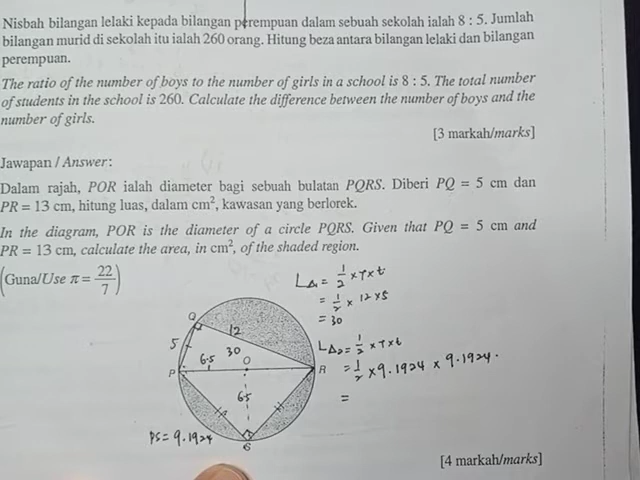 Nisbah bilangan lelaki kepada bilangan perempuan dalam sebuah sekolah ialah 8 : 5. Jumlah
bilangan murid di sekolah itu ialah 260 orang. Hitung beza antara bilangan lelaki dan bilangan
perempuan.
The ratio of the number of boys to the number of girls in a school is 8 : 5. The total number
of students in the school is 260. Calculate the difference between the number of boys and the
number of girls.
[3 markah/marks]
Jawapan / Answer:
Dalam rajah, POR ialah diameter bagi sebuah bulatan PQRS. Diberi PQ = 5 cm dan
PR = 13 cm, hitung luas, dalam cm², kawasan yang berlorek.
In the diagram, POR is the diameter of a circle PQRS. Given that PQ = 5 cm and
PR = 13 cm, calculate the area, in cm², of the shaded region.
(Guna/Use π = 22/7)
L△1 = 1/2 × T × t
= 1/2 × 12 × 5
= 30
L△2 = 1/2 × T × t
= 1/2 × 9.1924 × 9.1924.
=
Q
12
5
30
6.5
O
P
R
6.5
S
PS = 9.1924
[4 markah/marks]